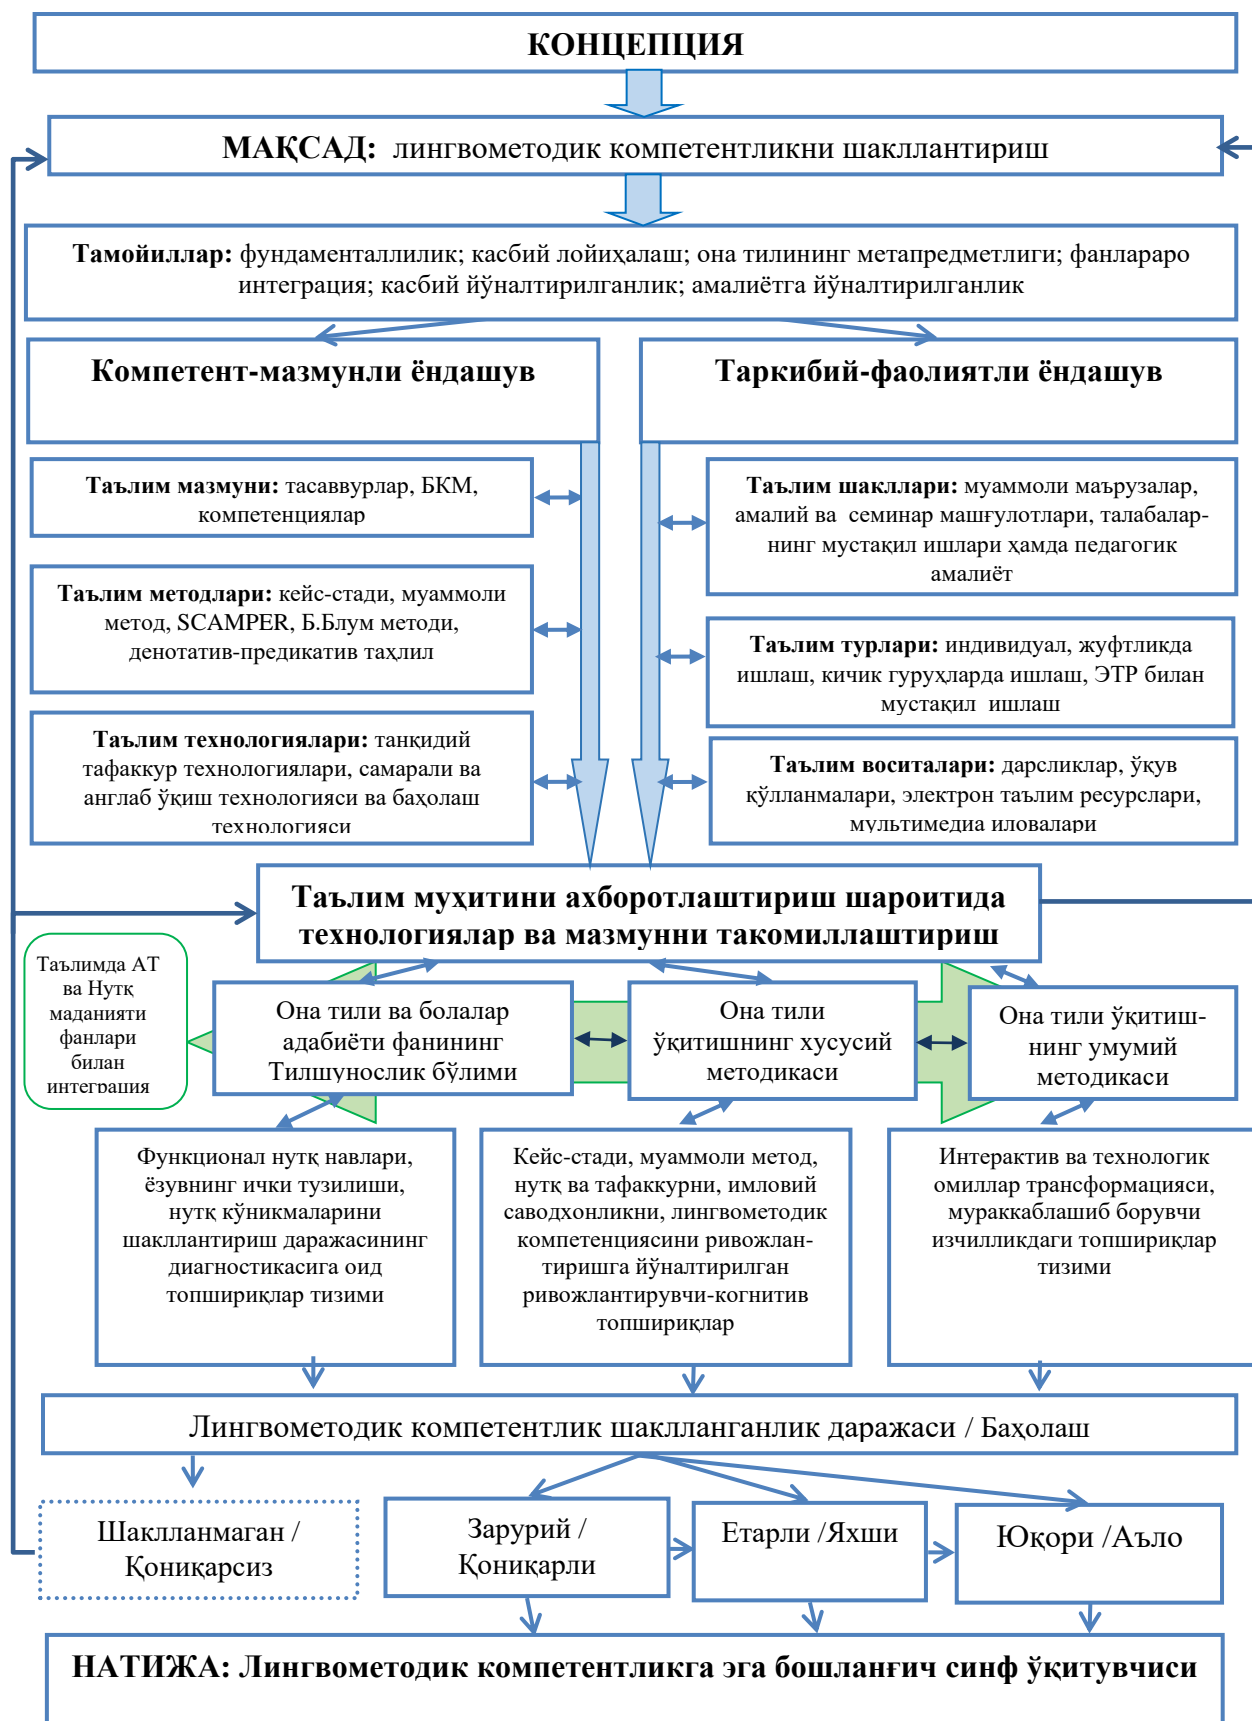 КОНЦЕПЦИЯ
МАҚСАД: лингвометодик компетентликни шакллантириш
Тамойиллар: фундаменталлилик; касбий лойиҳалаш; она тилининг метапредметлиги; фанлараро
интеграция; касбий йўналтирилганлик; амалиётга йўналтирилганлик
Компетент-мазмунли ёндашув
Таркибий-фаолиятли ёндашув
Таълим мазмуни: тасаввурлар, БКМ,
компетенциялар
Таълим шакллари: муаммоли маърузалар,
амалий ва семинар машғулотлари, талабалар-
нинг мустақил ишлари ҳамда педагогик
амалиёт
Таълим методлари: кейс-стади, муаммоли
метод, SCAMPER, Б.Блум методи,
денотатив-предикатив таҳлил
Таълим турлари: индивидуал, жуфтликда
ишлаш, кичик гуруҳларда ишлаш, ЭТР билан
мустақил ишлаш
Таълим технологиялари: танқидий
тафаккур технологиялари, самарали ва
англаб ўқиш технологияси ва баҳолаш
технологияси
Таълим воситалари: дарсликлар, ўқув
қўлланмалари, электрон таълим ресурслари,
мультимедиа иловалари
Таълим муҳитини ахборотлаштириш шароитида
технологиялар ва мазмунни такомиллаштириш
Таълимда АТ
ва Нутқ
маданияти
фанлари
билан
интеграция
Она тили ва болалар
адабиёти фанининг
Тилшунослик бўлими
Она тили
ўқитишнинг хусусий
методикаси
Она тили ўқитиш-
нинг умумий
методикаси
Функционал нутқ навлари,
ёзувнинг ички тузилиши,
нутқ кўникмаларини
шакллантириш даражасининг
диагностикасига оид
топшириқлар тизими
Кейс-стади, муаммоли метод,
нутқ ва тафаккурни, имловий
саводхонликни, лингвометодик
компетенциясини ривожлан-
тиришга йўналтирилган
ривожлантирувчи-когнитив
топшириқлар
Интерактив ва технологик
омиллар трансформацияси,
мураккаблашиб борувчи
изчилликдаги топшириқлар
тизими
Лингвометодик компетентлик шаклланганлик даражаси / Баҳолаш
Шаклланмаган /
Қониқарсиз
Зарурий /
Қониқарли
Етарли /Яхши
Юқори /Аъло
НАТИЖА: Лингвометодик компетентликга эга бошланғич синф ўқитувчиси